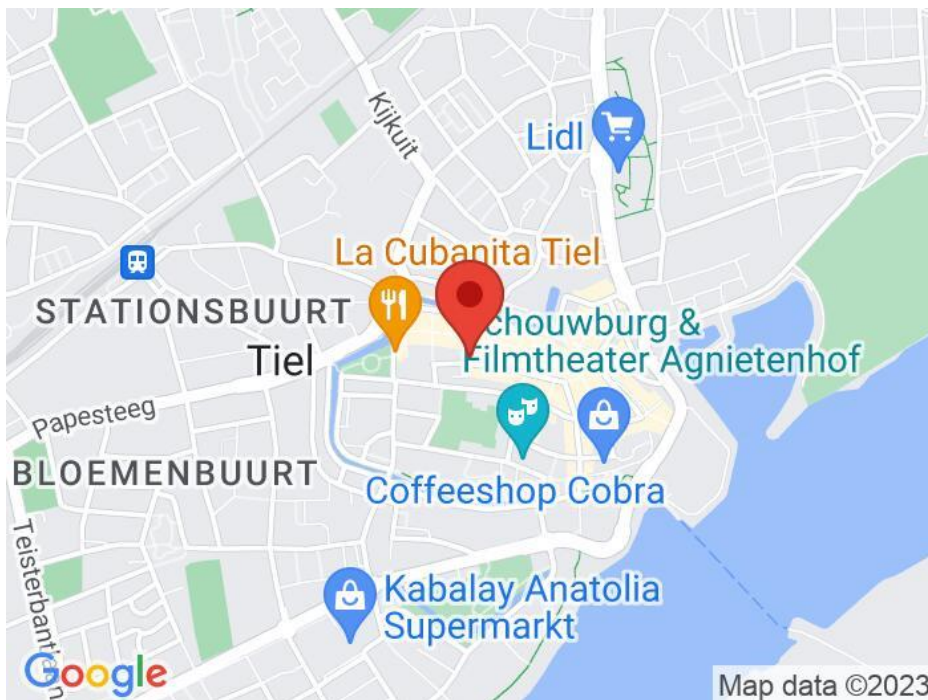 Kijkuit
Lidl
La Cubanita Tiel
STATIONSBUURT
chouwburg &
Filmtheater Agnietenhof
Tiel
Papesteeg
BLOEMENBUURT
Coffeeshop Cobra
Teisterbantlaan
Kabalay Anatolia
Supermarkt
Google
Map data ©2023